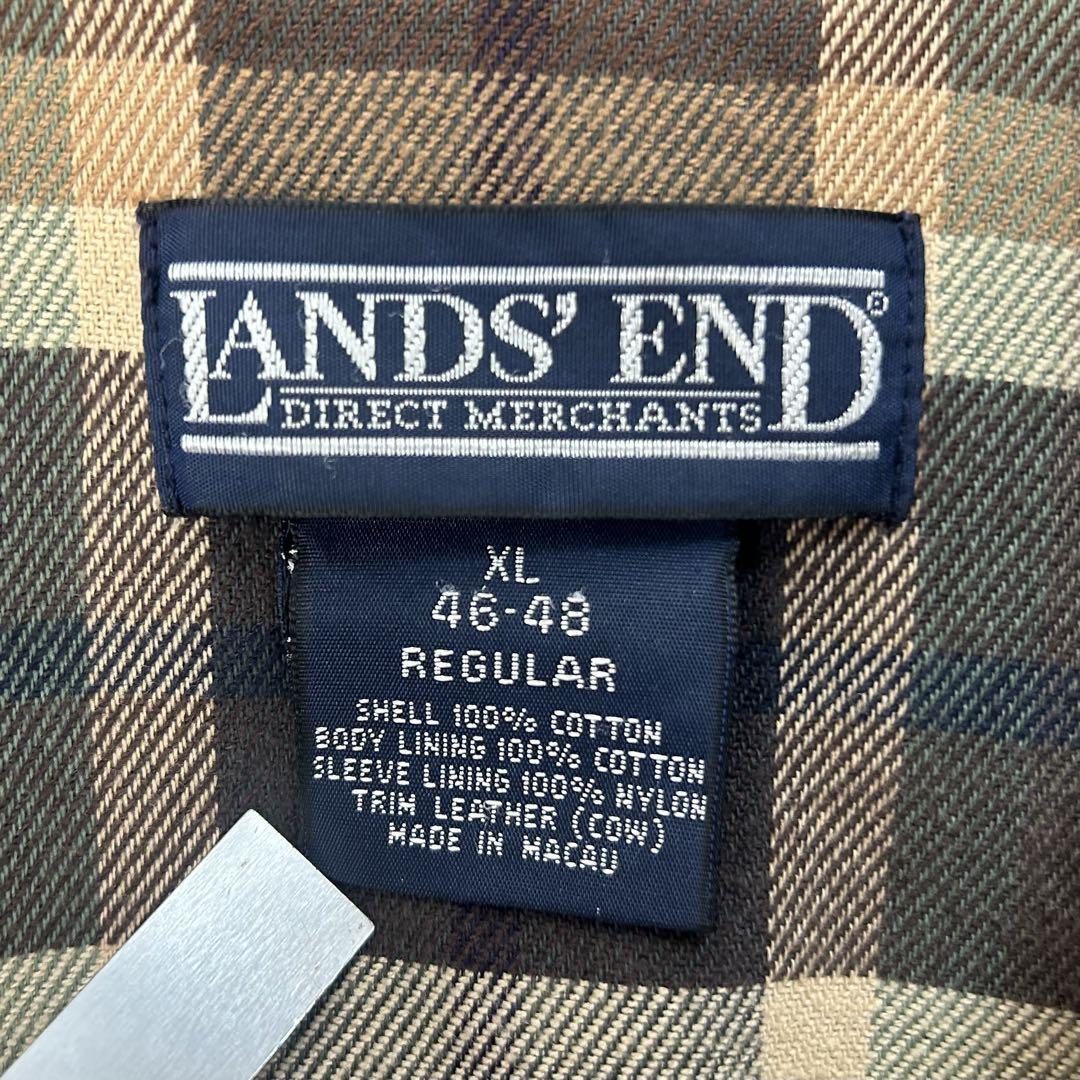 LANDS' END®
DIRECT MERCHANTS
XL
46-48
REGULAR
SHELL 100% COTTON
BODY LINING 100% COTTON
SLEEVE LINING 100% NYLON
TRIM LEATHER (COW)
MADE IN MACAU